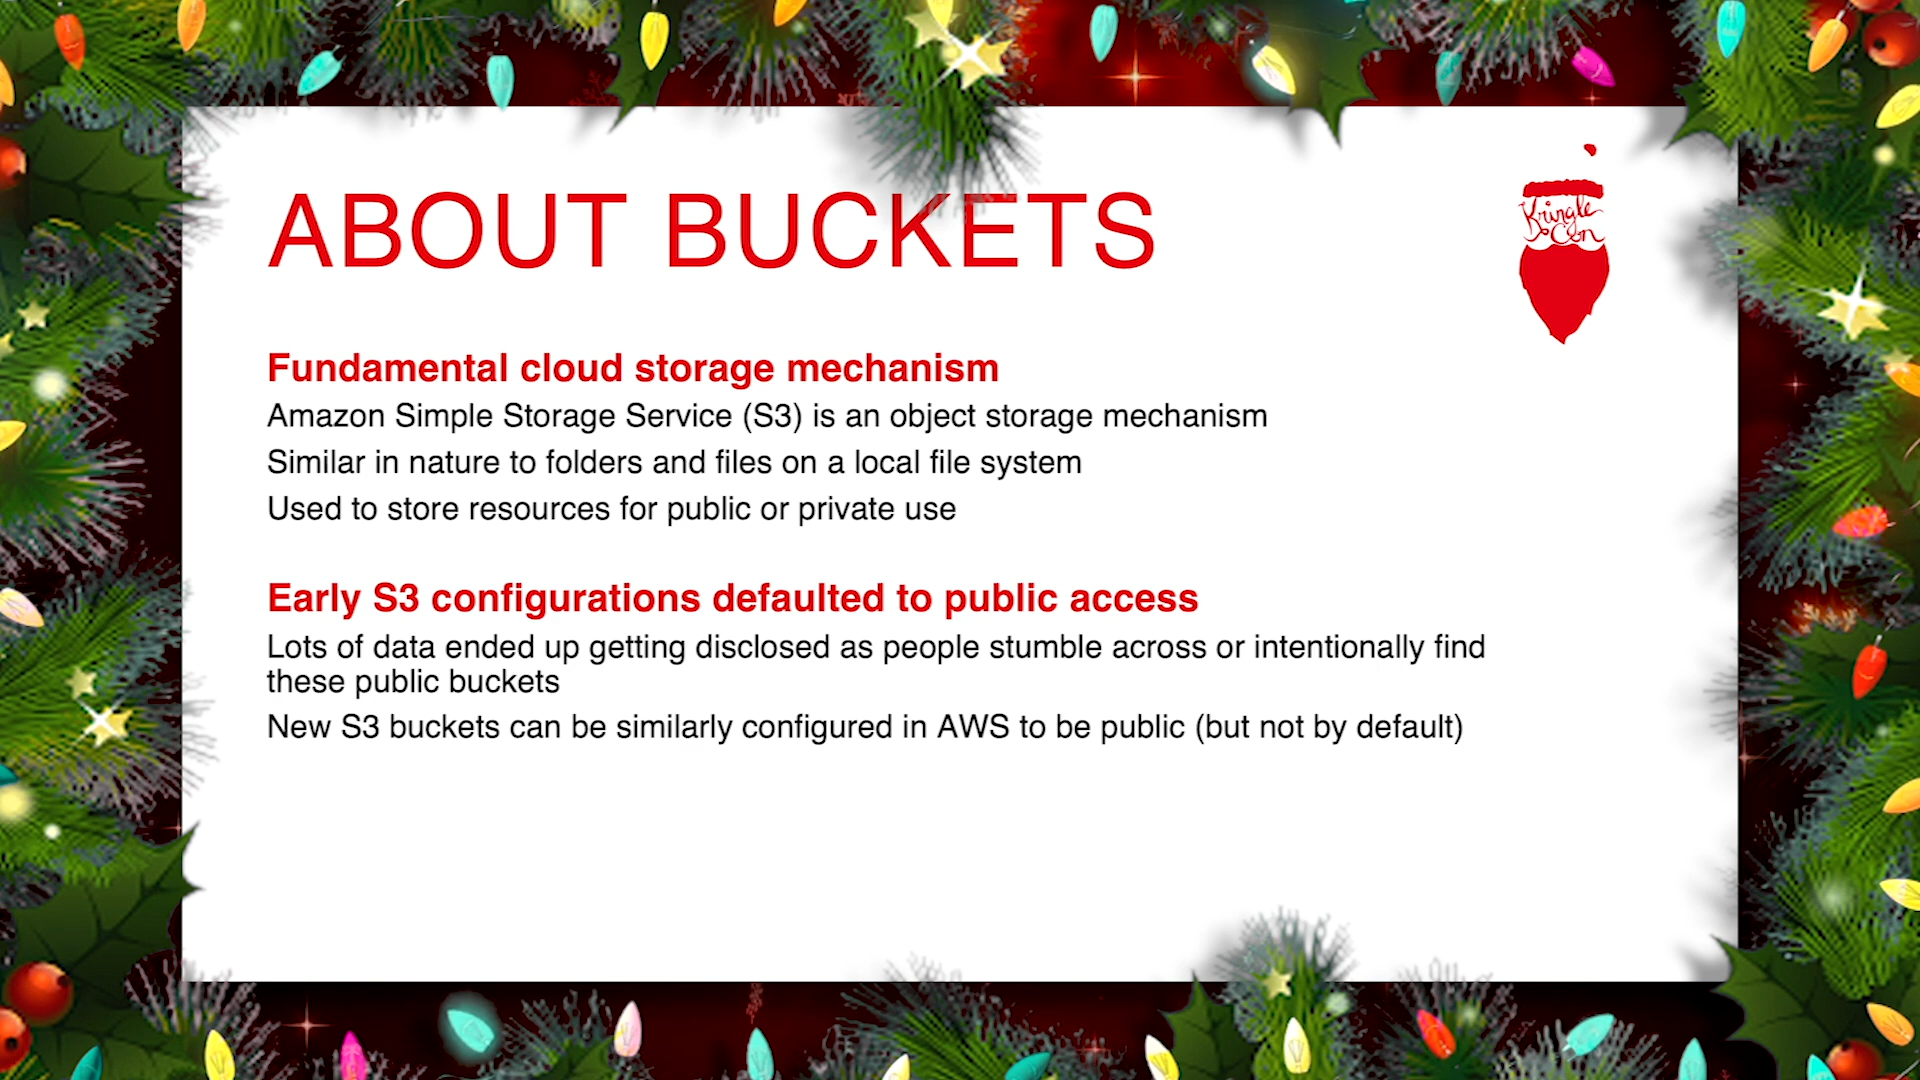 ABOUT BUCKETS
Kringle
Con
Fundamental cloud storage mechanism
Amazon Simple Storage Service (S3) is an object storage mechanism
Similar in nature to folders and files on a local file system
Used to store resources for public or private use
Early S3 configurations defaulted to public access
Lots of data ended up getting disclosed as people stumble across or intentionally find
these public buckets
New S3 buckets can be similarly configured in AWS to be public (but not by default)